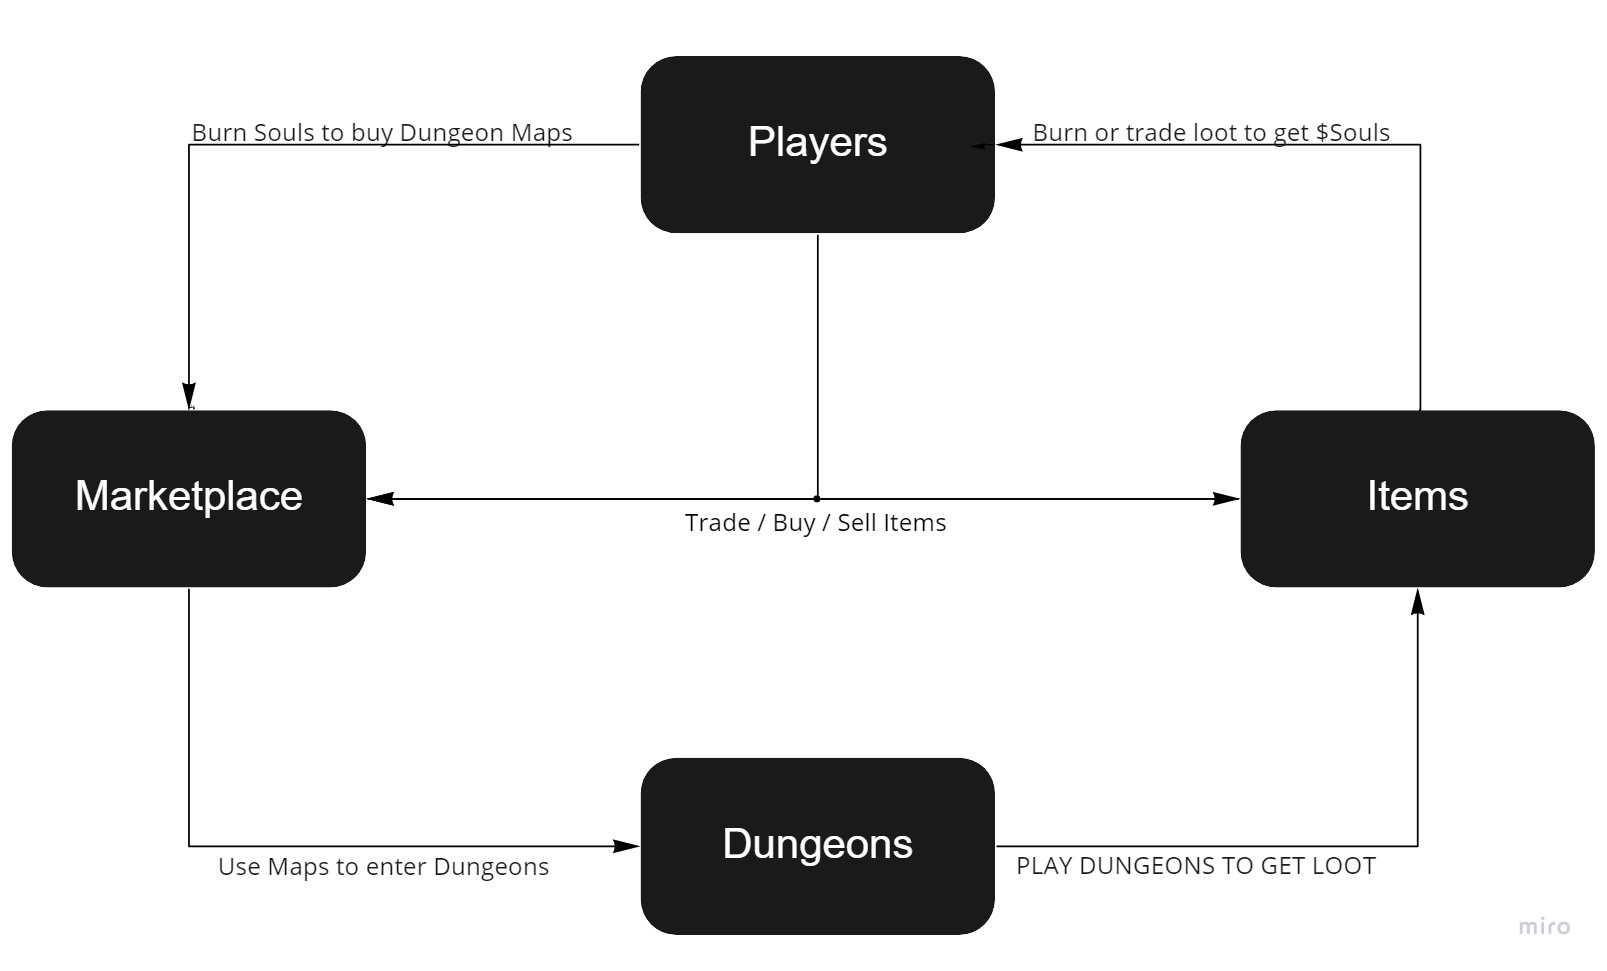 Burn Souls to buy Dungeon Maps
Players
Burn or trade loot to get $Souls
Marketplace
Items
Trade / Buy / Sell Items
Dungeons
Use Maps to enter Dungeons
PLAY DUNGEONS TO GET LOOT
miro